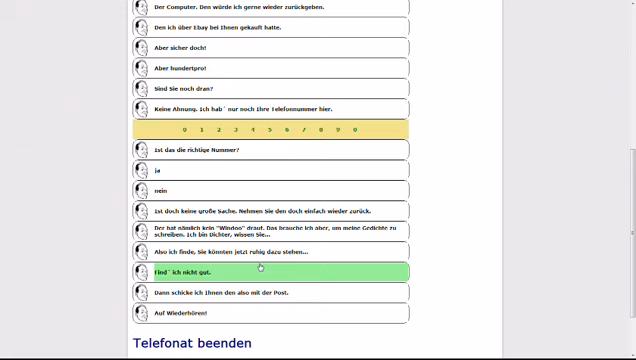 Der Computer. Den würde ich gerne wieder zurückgeben.
Den ich über Ebay bei Ihnen gekauft hatte.
Aber sicher doch!
Aber hundertpro!
Sind Sie noch dran?
Keine Ahnung. Ich hab´ nur noch Ihre Telefonnummer hier.
0 1 2 3 4 5 6 7 8 9 0
Ist das die richtige Nummer?
ja
nein
Ist doch keine große Sache. Nehmen Sie den doch einfach wieder zurück.
Der hat nämlich kein "Windoo" drauf. Das brauche ich aber, um meine Gedichte zu
schreiben. Ich bin Dichter, wissen Sie...
Also ich finde, Sie könnten jetzt ruhig dazu stehen...
Find´ ich nicht gut.
Dann schicke ich Ihnen den also mit der Post.
Auf Wiederhören!
Telefonat beenden